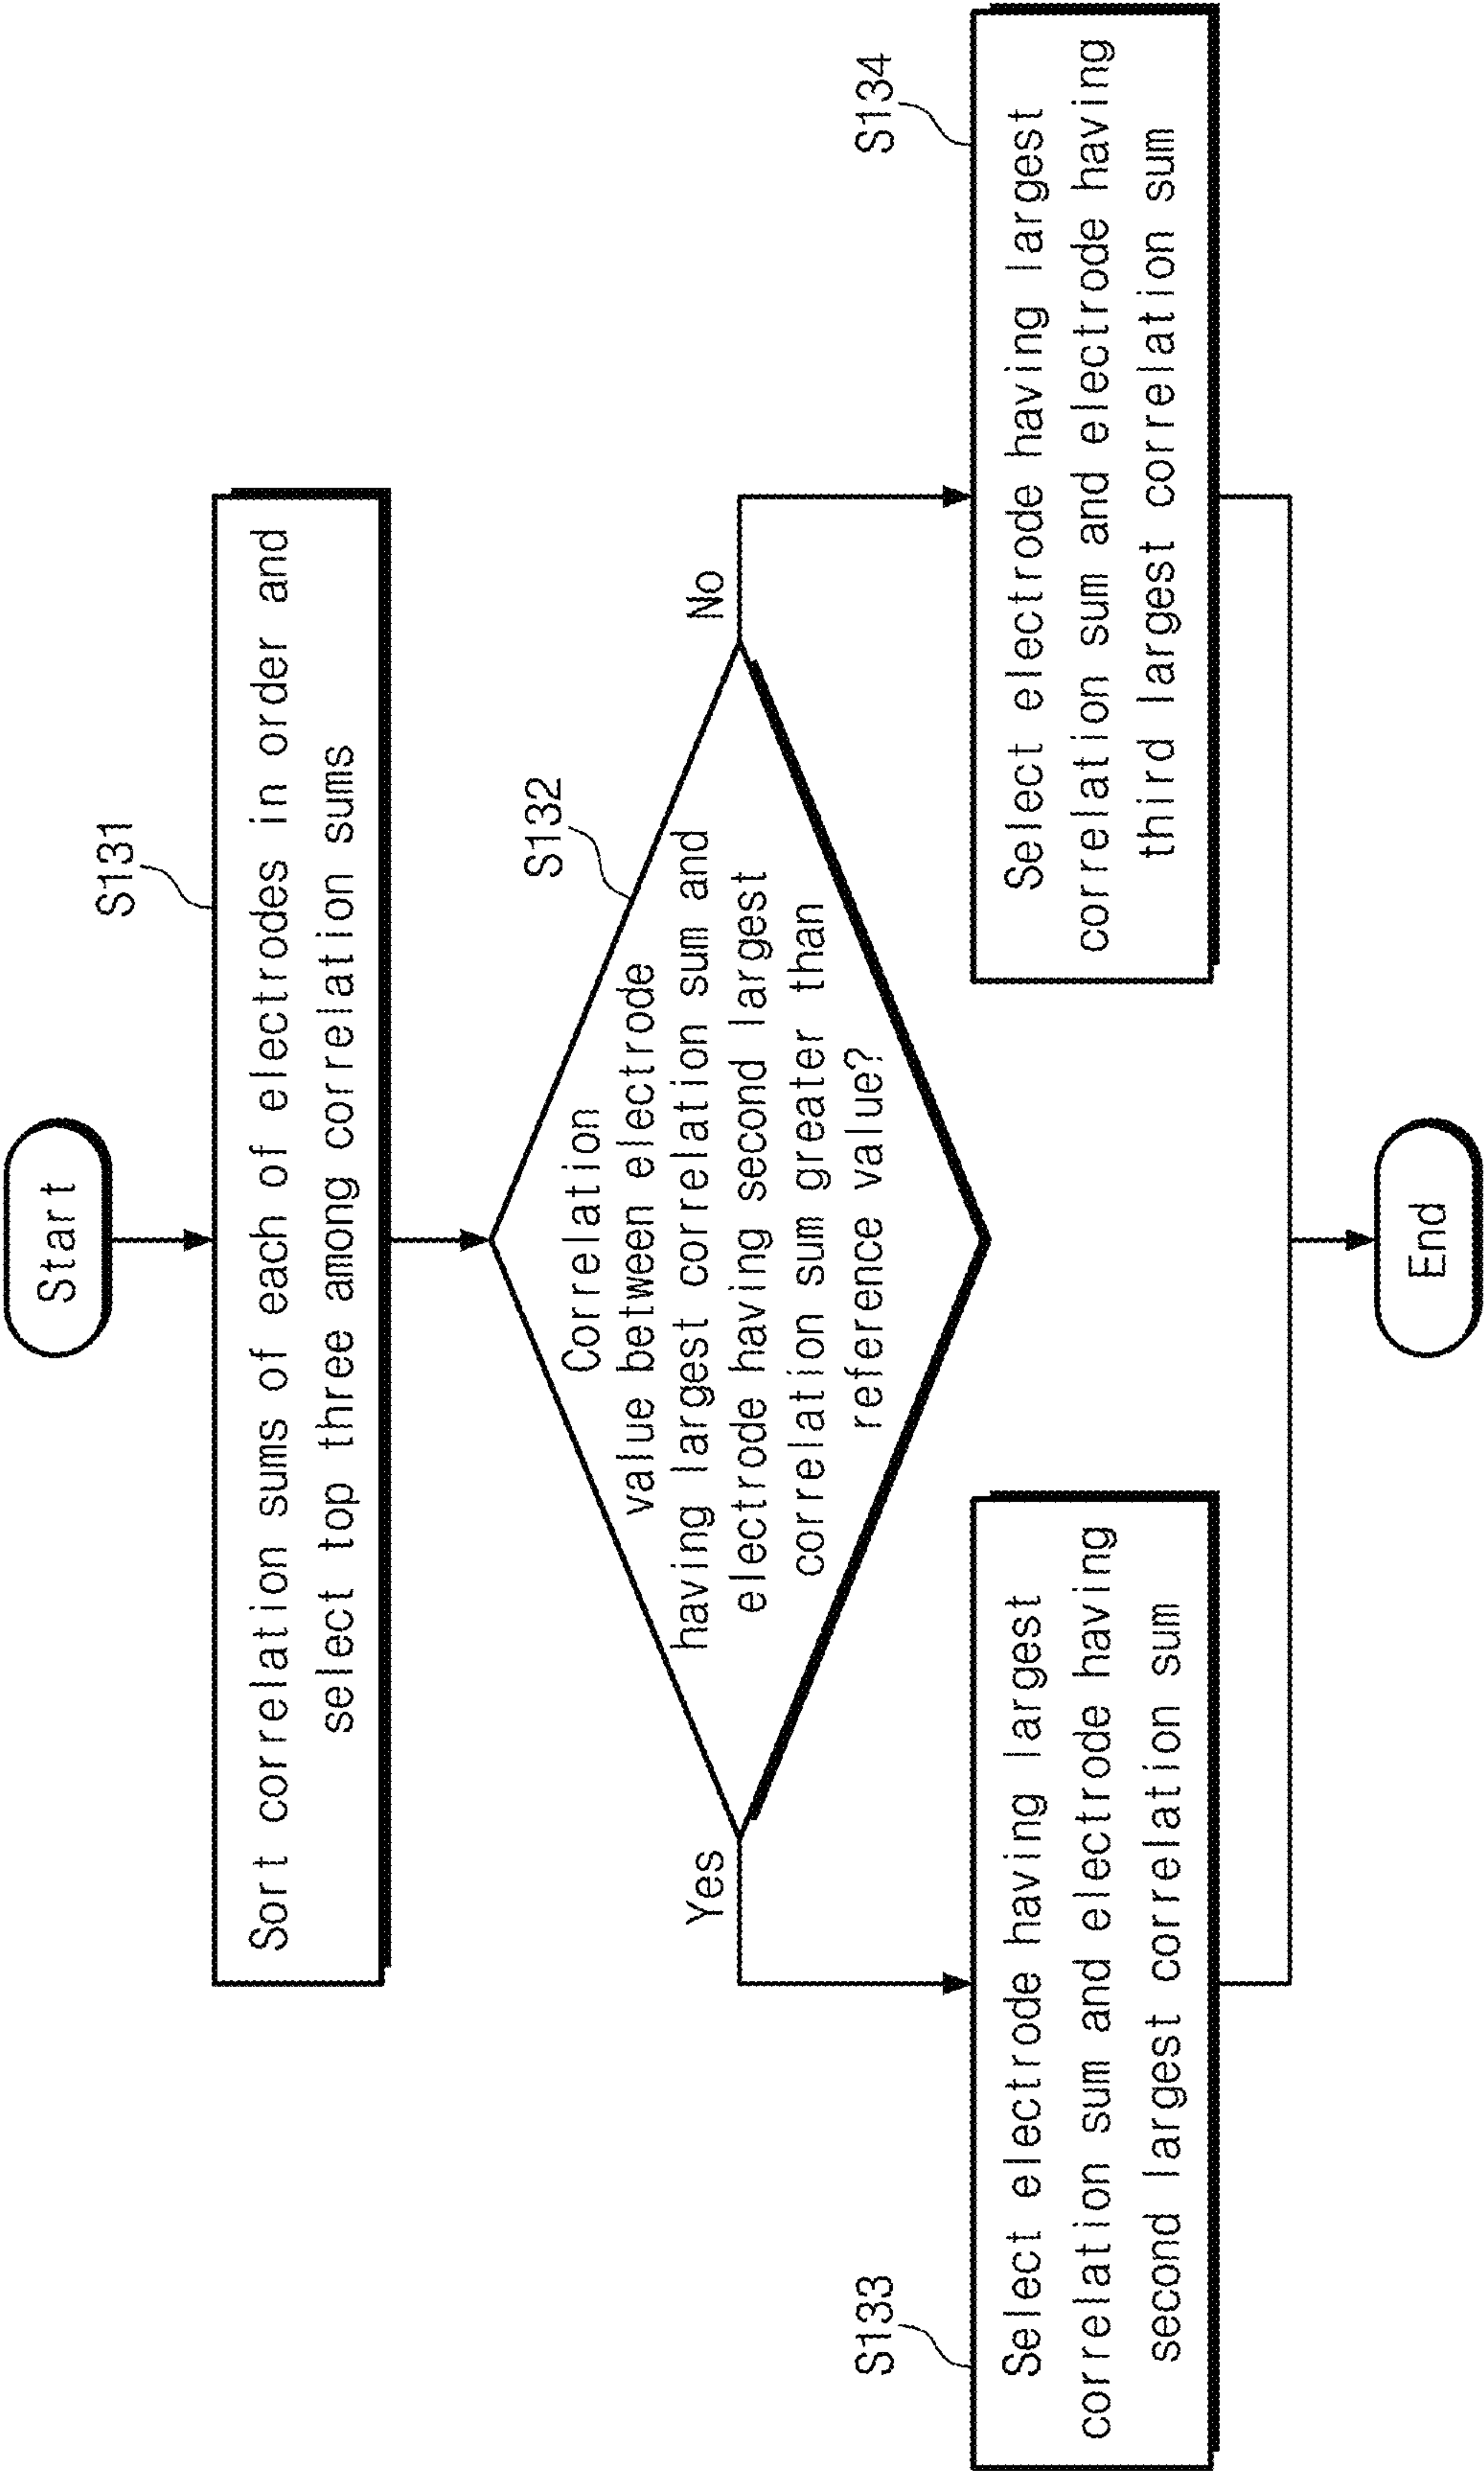 Start
S131
Sort correlation sums of each of electrodes in order and
select top three among correlation sums
S132
Correlation
value between electrode
having largest correlation sum and
electrode having second largest
correlation sum greater than
reference value?
Yes
No
S133
Select electrode having largest
correlation sum and electrode having
second largest correlation sum
S134
Select electrode having largest
correlation sum and electrode having
third largest correlation sum
End